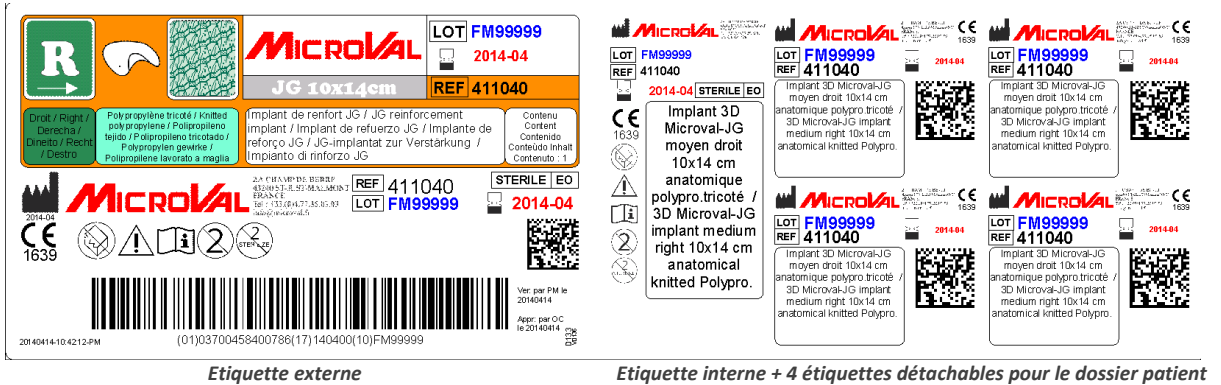 R
MICROVAL
LOT FM99999
2014-04
JG 10x14cm
REF 411040
Droit / Right /
Derecha /
Direito / Recht
/ Destro
Polypropylène tricoté / Knitted
polypropylene / Polipropileno
tejido / Polipropileno tricotado /
Polypropylen gewirke /
Polipropilene lavorato a maglia
Implant de renfort JG / JG reinforcement
implant / Implant de refuerzo JG / Implante de
reforço JG / JG-implantat zur Verstärkung /
Impianto di rinforzo JG
Contenu
Content
Contenido
Conteúdo Inhalt
Contenuto : 1
2014-04
MICROVAL
FRANCE
REF 411040
LOT FM99999
STERILE EO
2014-04
CE
1639
2
2
Ver. par PM le
20140414
Appr. par OC
le 20140414
20140414-10:42:12-PM
(01)03700458400786(17)140400(10)FM99999
Etiquette externe
MICROVAL
LOT FM99999
REF 411040
2014-04 STERILE EO
CE
1639
2
2
Implant 3D
Microval-JG
moyen droit
10x14 cm
anatomique
polypro.tricoté /
3D Microval-JG
implant medium
right 10x14 cm
anatomical
knitted Polypro.
MICROVAL
CE
1639
LOT FM99999
REF 411040
2014-04
Implant 3D Microval-JG
moyen droit 10x14 cm
anatomique polypro.tricoté /
3D Microval-JG implant
medium right 10x14 cm
anatomical knitted Polypro.
MICROVAL
CE
1639
LOT FM99999
REF 411040
2014-04
Implant 3D Microval-JG
moyen droit 10x14 cm
anatomique polypro.tricoté /
3D Microval-JG implant
medium right 10x14 cm
anatomical knitted Polypro.
MICROVAL
CE
1639
LOT FM99999
REF 411040
2014-04
Implant 3D Microval-JG
moyen droit 10x14 cm
anatomique polypro.tricoté /
3D Microval-JG implant
medium right 10x14 cm
anatomical knitted Polypro.
MICROVAL
CE
1639
LOT FM99999
REF 411040
2014-04
Implant 3D Microval-JG
moyen droit 10x14 cm
anatomique polypro.tricoté /
3D Microval-JG implant
medium right 10x14 cm
anatomical knitted Polypro.
Etiquette interne + 4 étiquettes détachables pour le dossier patient